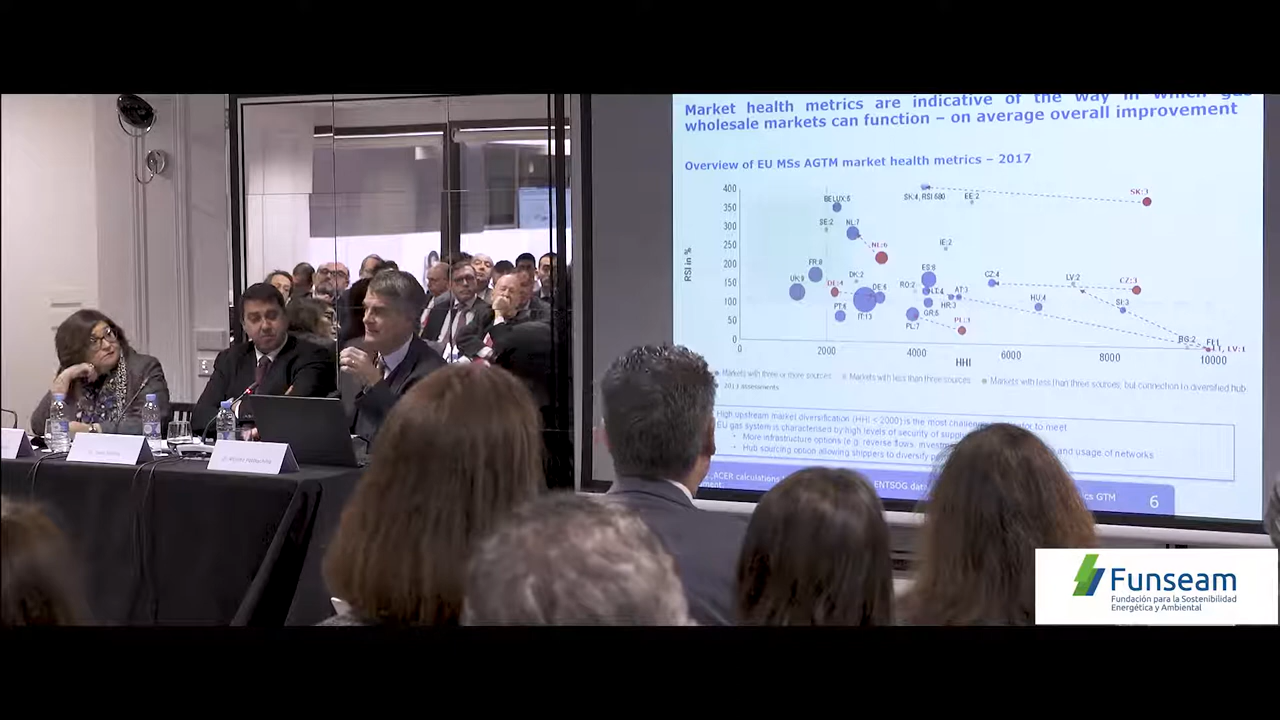 Market health metrics are indicative of the way in which gas
wholesale markets can function – on average overall improvement
Overview of EU MSs AGTM market health metrics – 2017
RSI in %
400
350
300
250
200
150
100
50
0
0
2000
4000
6000
8000
10000
HHI
BE LUX:6
SE:2
NL:7
NL:6
SK:4, RSI 680
EE:2
SK:3
IE:2
FR:8
UK:9
DE:4
DK:2
DE:6
IT:13
PT:6
ES:8
RO:2
LT:4
AT:3
HR:3
GR:5
PL:7
PL:3
CZ:4
LV:2
CZ:3
HU:4
SI:3
BG:2
LV:1
Markets with three or more sources
Markets with less than three sources
Markets with less than three sources, but connection to diversified hub
2013 assessments
High upstream market diversification (HHI < 2000) is the most
to meet
EU gas system is characterised by high levels of security of
• More infrastructure options (e.g. reverse flows,
and usage of networks
• Hub sourcing option allowing shippers to diversify
ACER calculations
ENTSOG
GTM
6
Funseam
Fundación para la Sostenibilidad
Energética y Ambiental